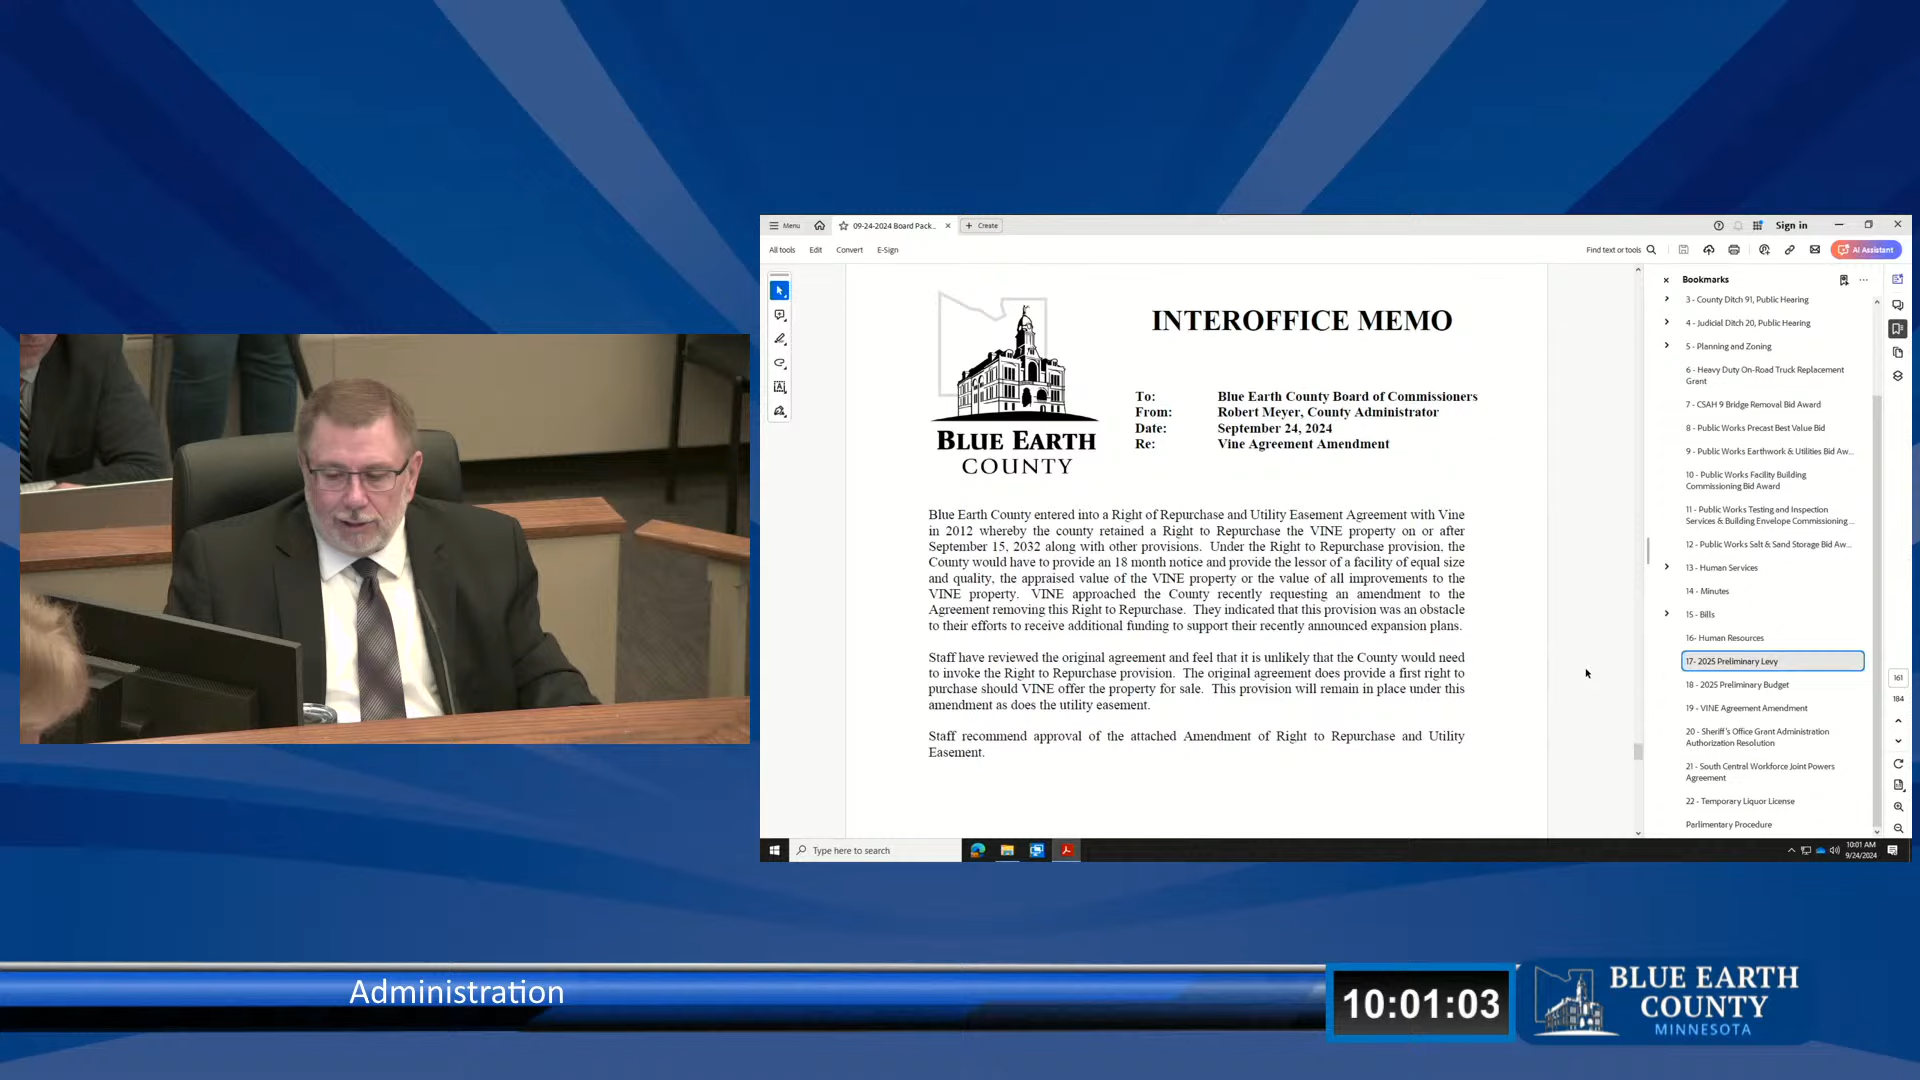 Menu
09-24-2024 Board Pack...
Create
Sign in
All tools
Edit
Convert
E-Sign
Find text or tools
AI Assistant
BLUE EARTH
COUNTY
INTEROFFICE MEMO
To: Blue Earth County Board of Commissioners
From: Robert Meyer, County Administrator
Date: September 24, 2024
Re: Vine Agreement Amendment
Blue Earth County entered into a Right of Repurchase and Utility Easement Agreement with Vine
in 2012 whereby the county retained a Right to Repurchase the VINE property on or after
September 15, 2032 along with other provisions. Under the Right to Repurchase provision, the
County would have to provide an 18 month notice and provide the lessor of a facility of equal size
and quality, the appraised value of the VINE property or the value of all improvements to the
VINE property. VINE approached the County recently requesting an amendment to the
Agreement removing this Right to Repurchase. They indicated that this provision was an obstacle
to their efforts to receive additional funding to support their recently announced expansion plans.
Staff have reviewed the original agreement and feel that it is unlikely that the County would need
to invoke the Right to Repurchase provision. The original agreement does provide a first right to
purchase should VINE offer the property for sale. This provision will remain in place under this
amendment as does the utility easement.
Staff recommend approval of the attached Amendment of Right to Repurchase and Utility
Easement.
Bookmarks
3 - County Ditch 91, Public Hearing
4 - Judicial Ditch 20, Public Hearing
5 - Planning and Zoning
6 - Heavy Duty On-Road Truck Replacement
Grant
7 - CSAH 9 Bridge Removal Bid Award
8 - Public Works Precast Best Value Bid
9 - Public Works Earthwork & Utilities Bid Aw...
10 - Public Works Facility Building
Commissioning Bid Award
11 - Public Works Testing and Inspection
Services & Building Envelope Commissioning ...
12 - Public Works Salt & Sand Storage Bid Aw...
13 - Human Services
14 - Minutes
15 - Bills
16- Human Resources
17- 2025 Preliminary Levy
18 - 2025 Preliminary Budget
19 - VINE Agreement Amendment
20 - Sheriff's Office Grant Administration
Authorization Resolution
21 - South Central Workforce Joint Powers
Agreement
22 - Temporary Liquor License
Parlimentary Procedure
161
184
Type here to search
10:01 AM
9/24/2024
Administration
10:01:03
BLUE EARTH
COUNTY
MINNESOTA